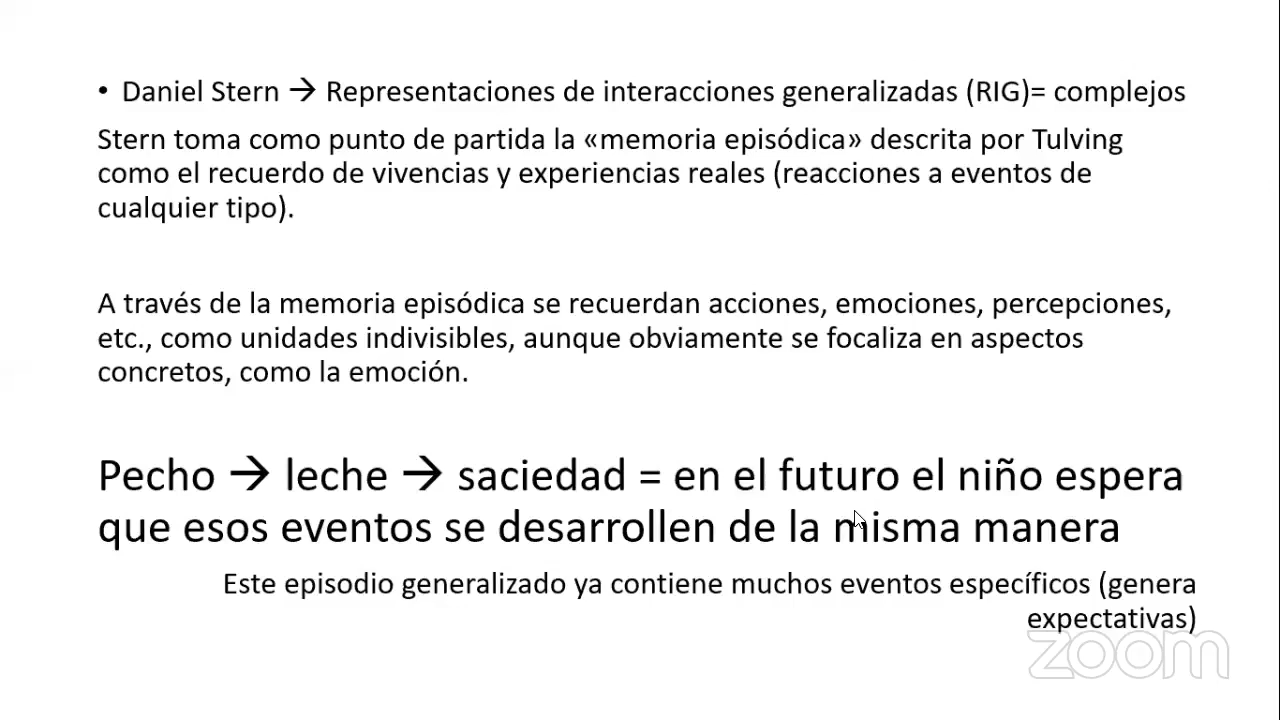 • Daniel Stern → Representaciones de interacciones generalizadas (RIG)= complejos
Stern toma como punto de partida la «memoria episódica» descrita por Tulving
como el recuerdo de vivencias y experiencias reales (reacciones a eventos de
cualquier tipo).
A través de la memoria episódica se recuerdan acciones, emociones, percepciones,
etc., como unidades indivisibles, aunque obviamente se focaliza en aspectos
concretos, como la emoción.
Pecho → leche → saciedad = en el futuro el niño espera
que esos eventos se desarrollen de la misma manera
Este episodio generalizado ya contiene muchos eventos específicos (genera
expectativas)
zoom